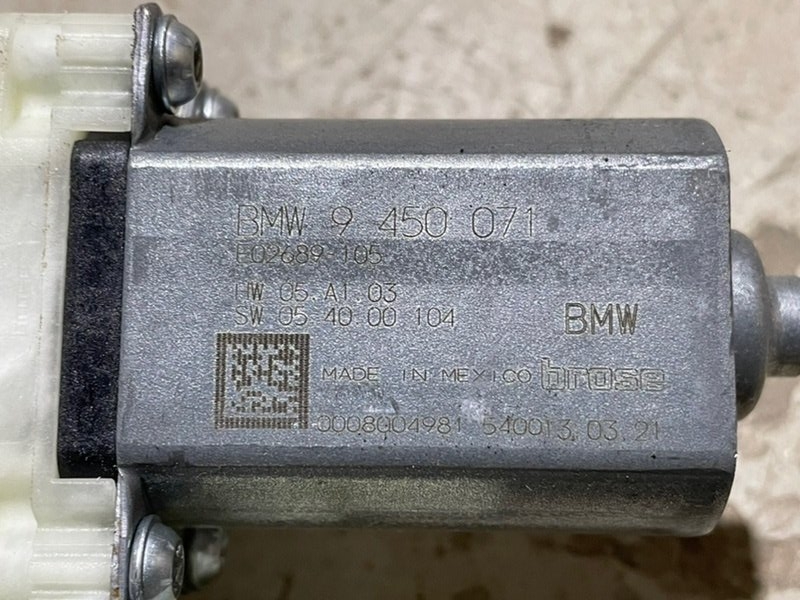 BMW 9 450 071
E02689 105
HW 05.A1.03
SW 05 40 00 104
BMW
MADE IN MEXICO brose
0008004981 540013.03.21